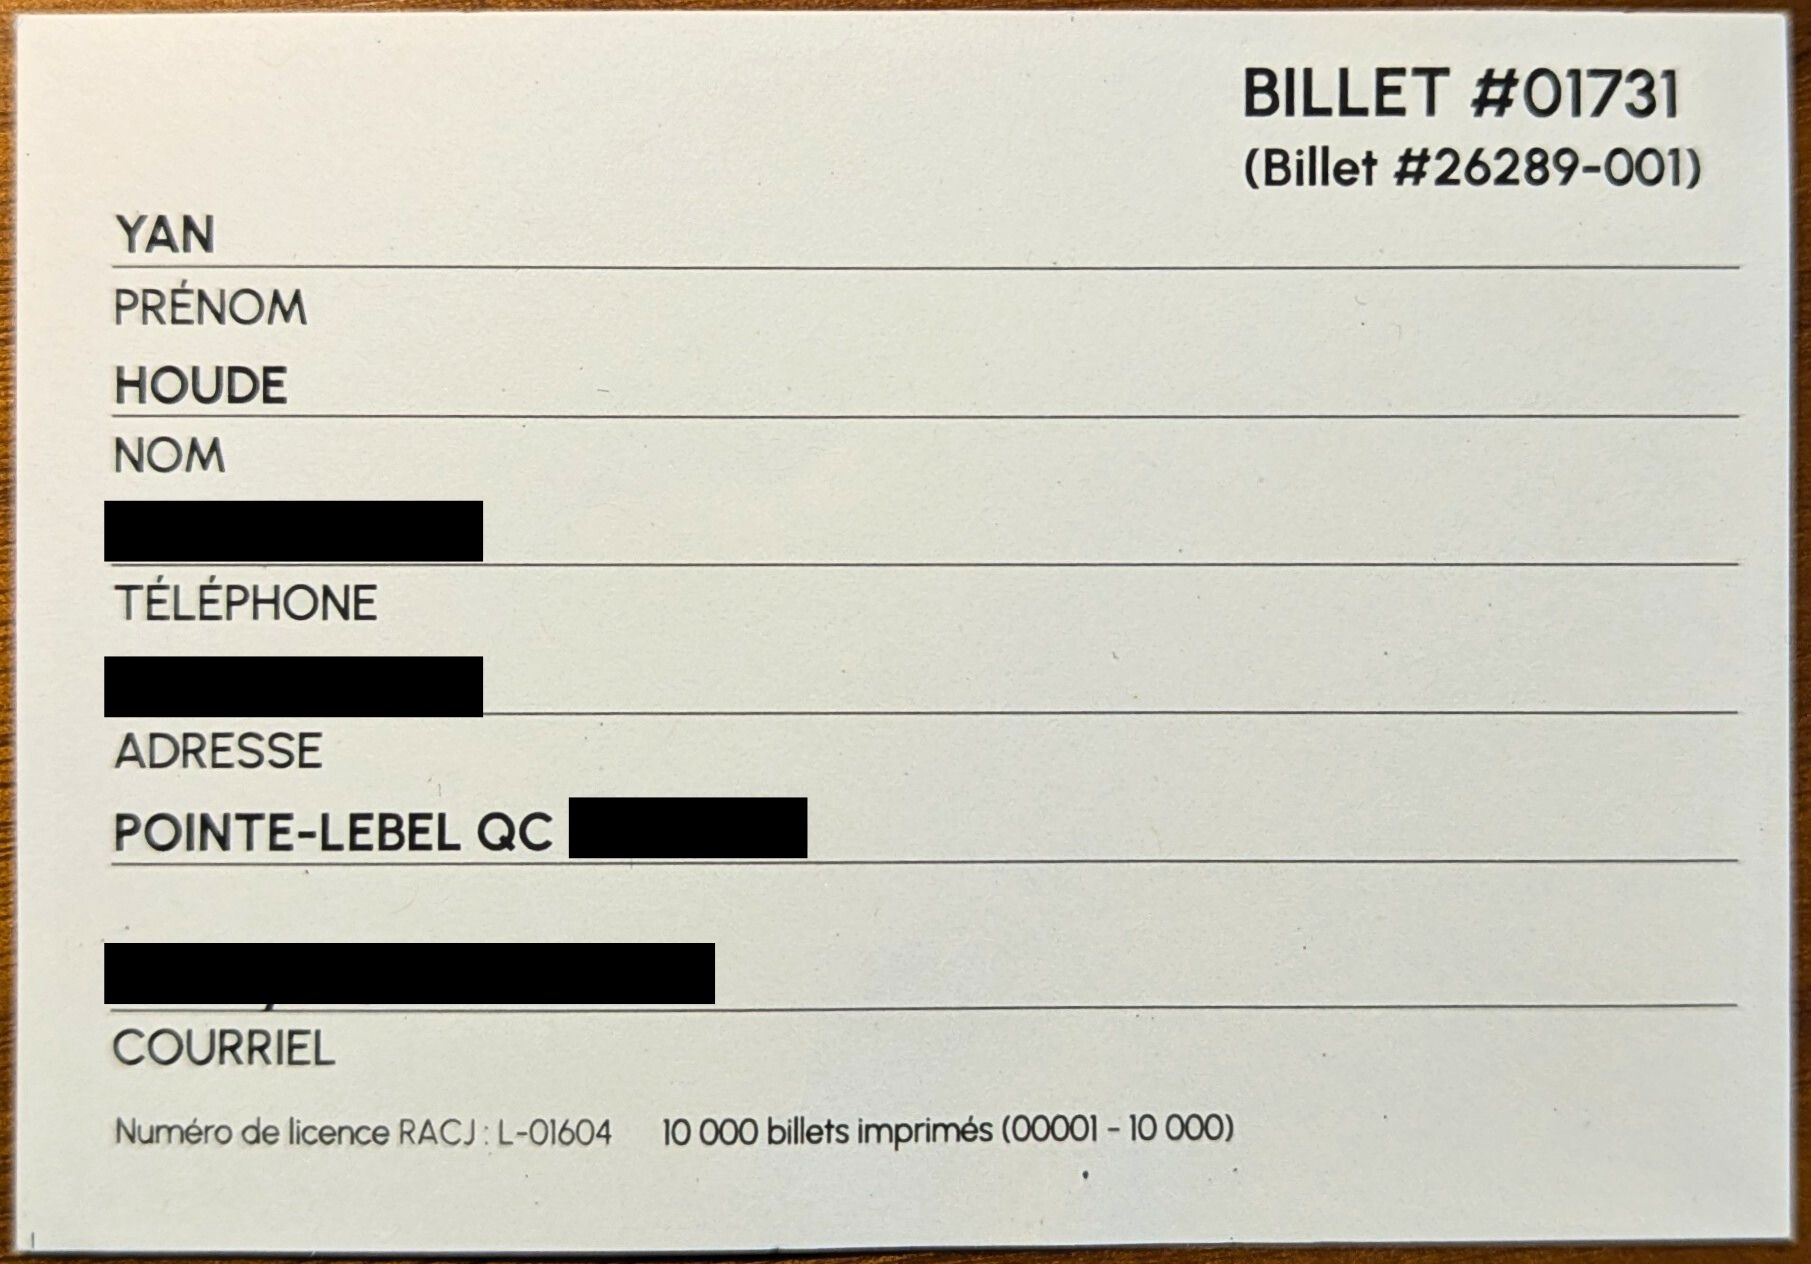 BILLET #01731
(Billet #26289-001)
YAN
PRÉNOM
HOUDE
NOM
TÉLÉPHONE
ADRESSE
POINTE-LEBEL QC
COURRIEL
Numéro de licence RACJ : L-01604 10 000 billets imprimés (00001 - 10 000)